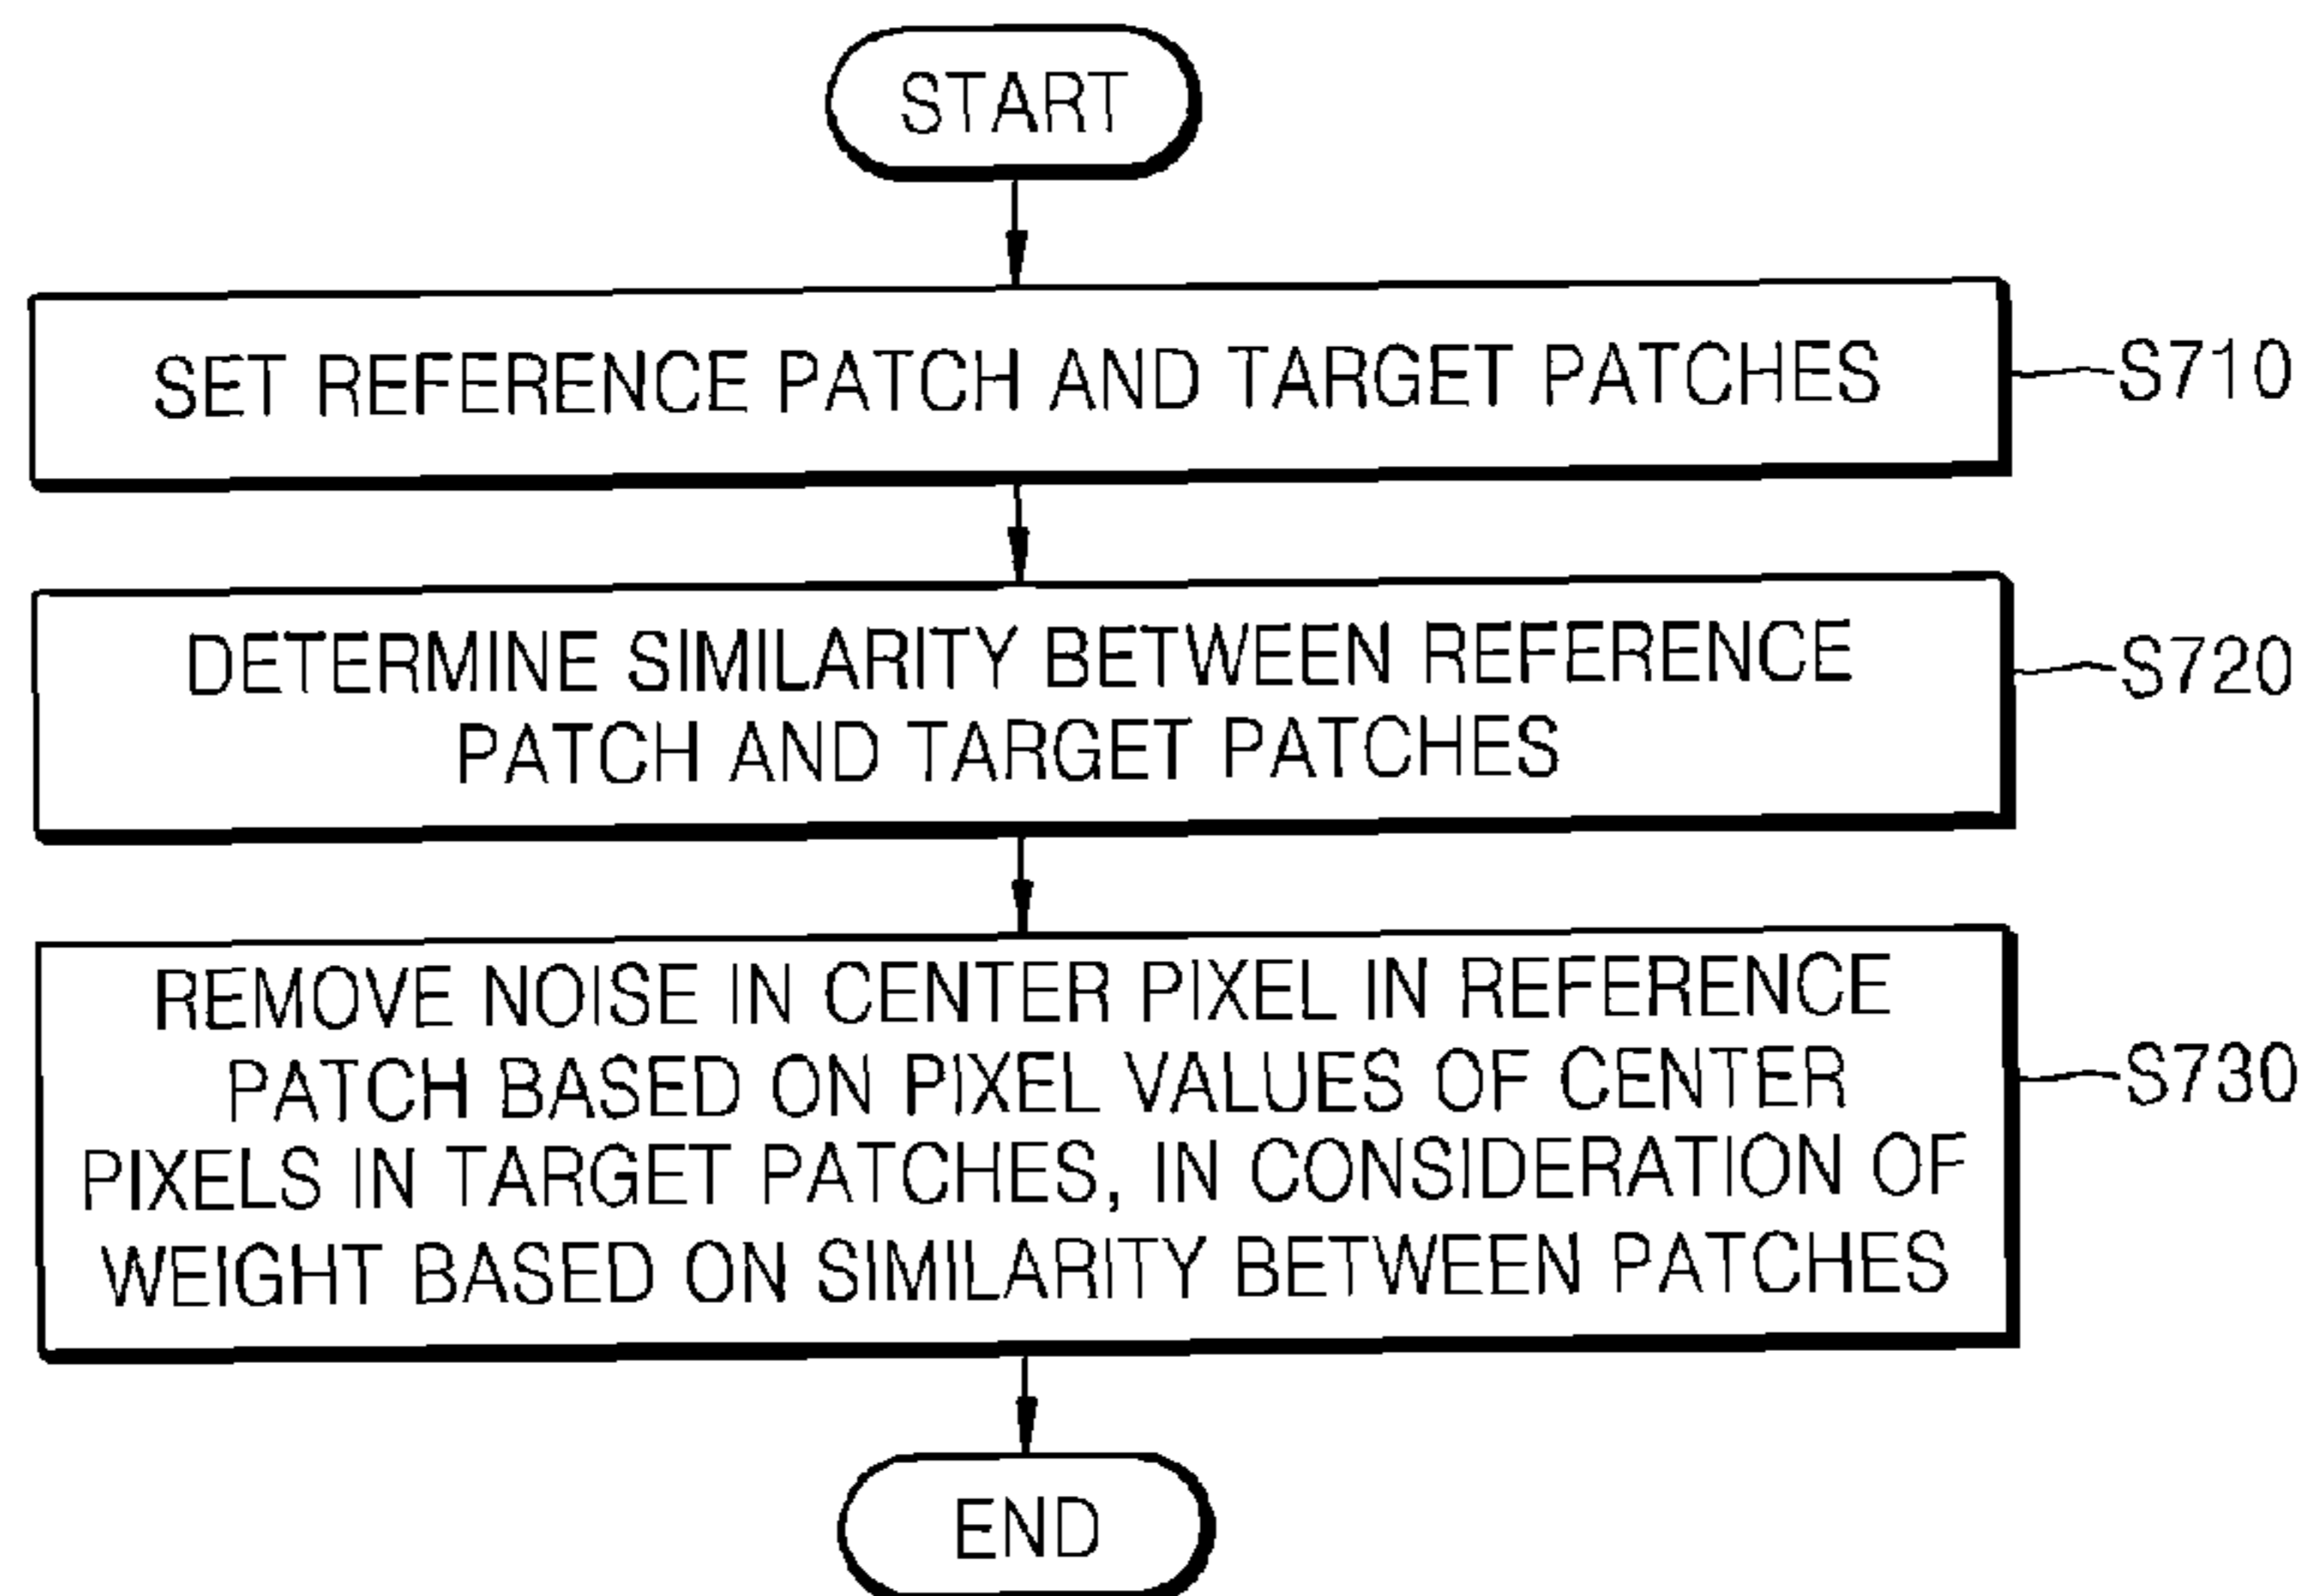 START
SET REFERENCE PATCH AND TARGET PATCHES
S710
DETERMINE SIMILARITY BETWEEN REFERENCE
PATCH AND TARGET PATCHES
S720
REMOVE NOISE IN CENTER PIXEL IN REFERENCE
PATCH BASED ON PIXEL VALUES OF CENTER
PIXELS IN TARGET PATCHES, IN CONSIDERATION OF
WEIGHT BASED ON SIMILARITY BETWEEN PATCHES
S730
END